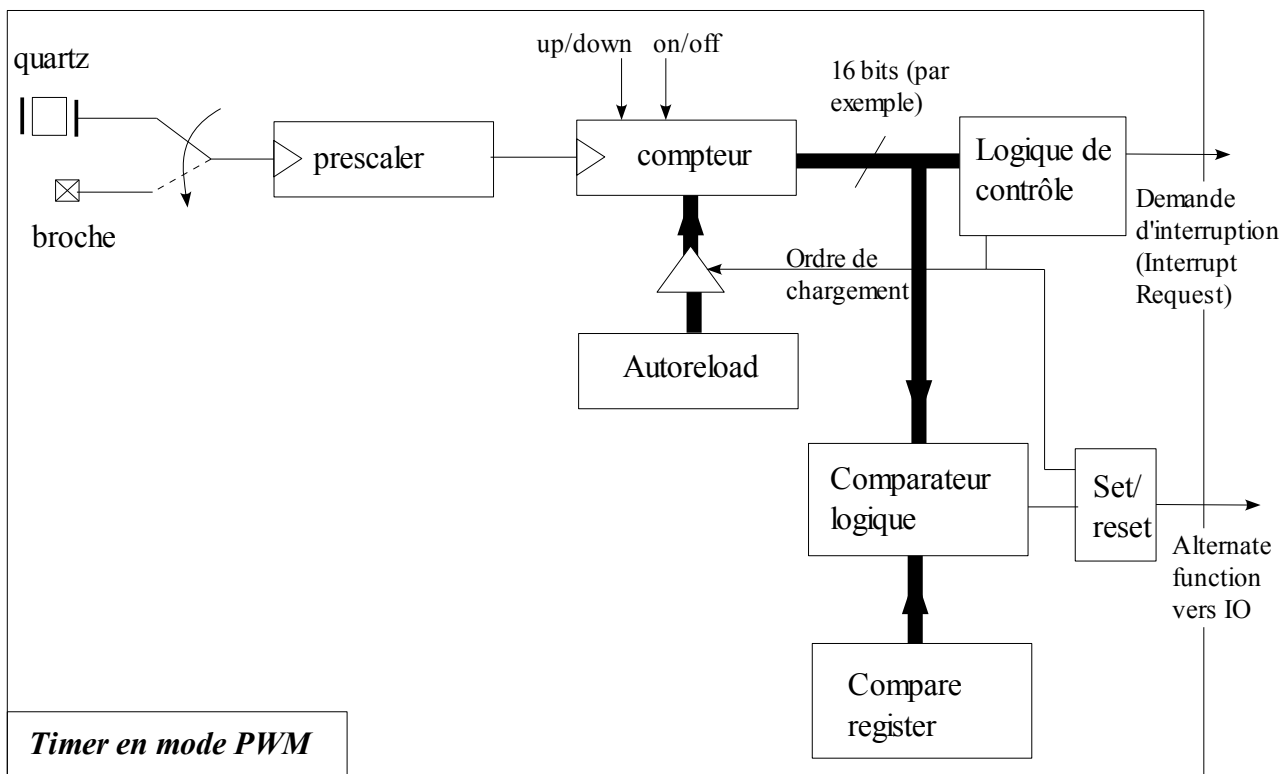 quartz
broche
prescaler
up/down
on/off
compteur
16 bits (par
exemple)
Logique de
contrôle
Demande
d'interruption
(Interrupt
Request)
Ordre de
chargement
Autoreload
Comparateur
logique
Set/
reset
Alternate
function
vers IO
Compare
register
Timer en mode PWM